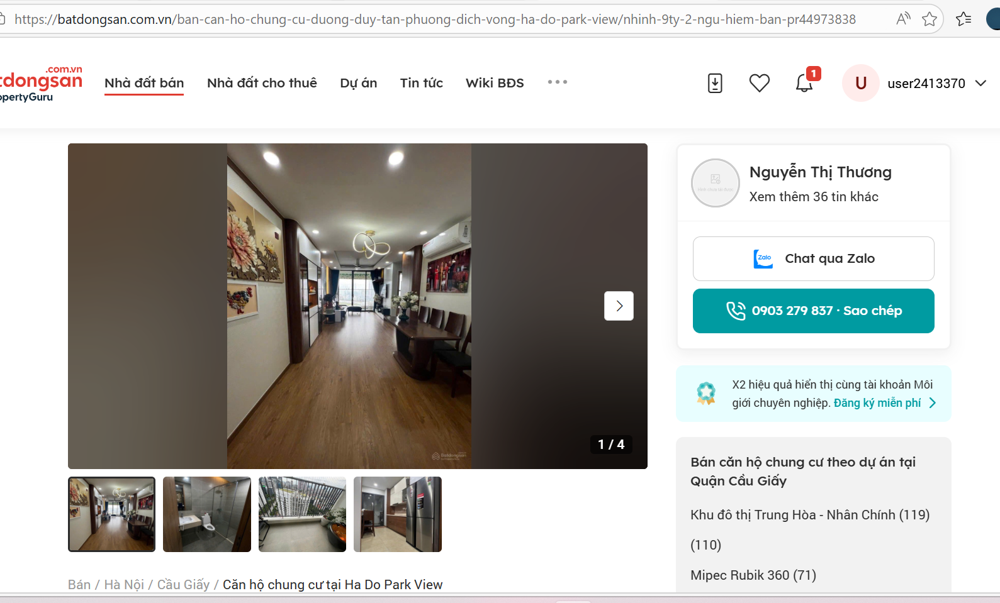 https://batdongsan.com.vn/ban-can-ho-chung-cu-duong-duy-tan-phuong-dich-vong-ha-do-park-view/nhinh-9ty-2-ngu-hiem-ban-pr44973838
.com.vn
tdongsan
opertyGuru
Nhà đất bán
Nhà đất cho thuê
Dự án
Tin tức
Wiki BĐS
1
U
user2413370
Nguyễn Thị Thương
Xem thêm 36 tin khác
Zalo
Chat qua Zalo
0903 279 837 · Sao chép
1 / 4
Batdongsan
X2 hiệu quả hiển thị cùng tài khoản Môi
giới chuyên nghiệp. Đăng ký miễn phí
Bán căn hộ chung cư theo dự án tại
Quận Cầu Giấy
Khu đô thị Trung Hòa - Nhân Chính (119)
(110)
Mipec Rubik 360 (71)
Bán / Hà Nội / Cầu Giấy / Căn hộ chung cư tại Ha Do Park View